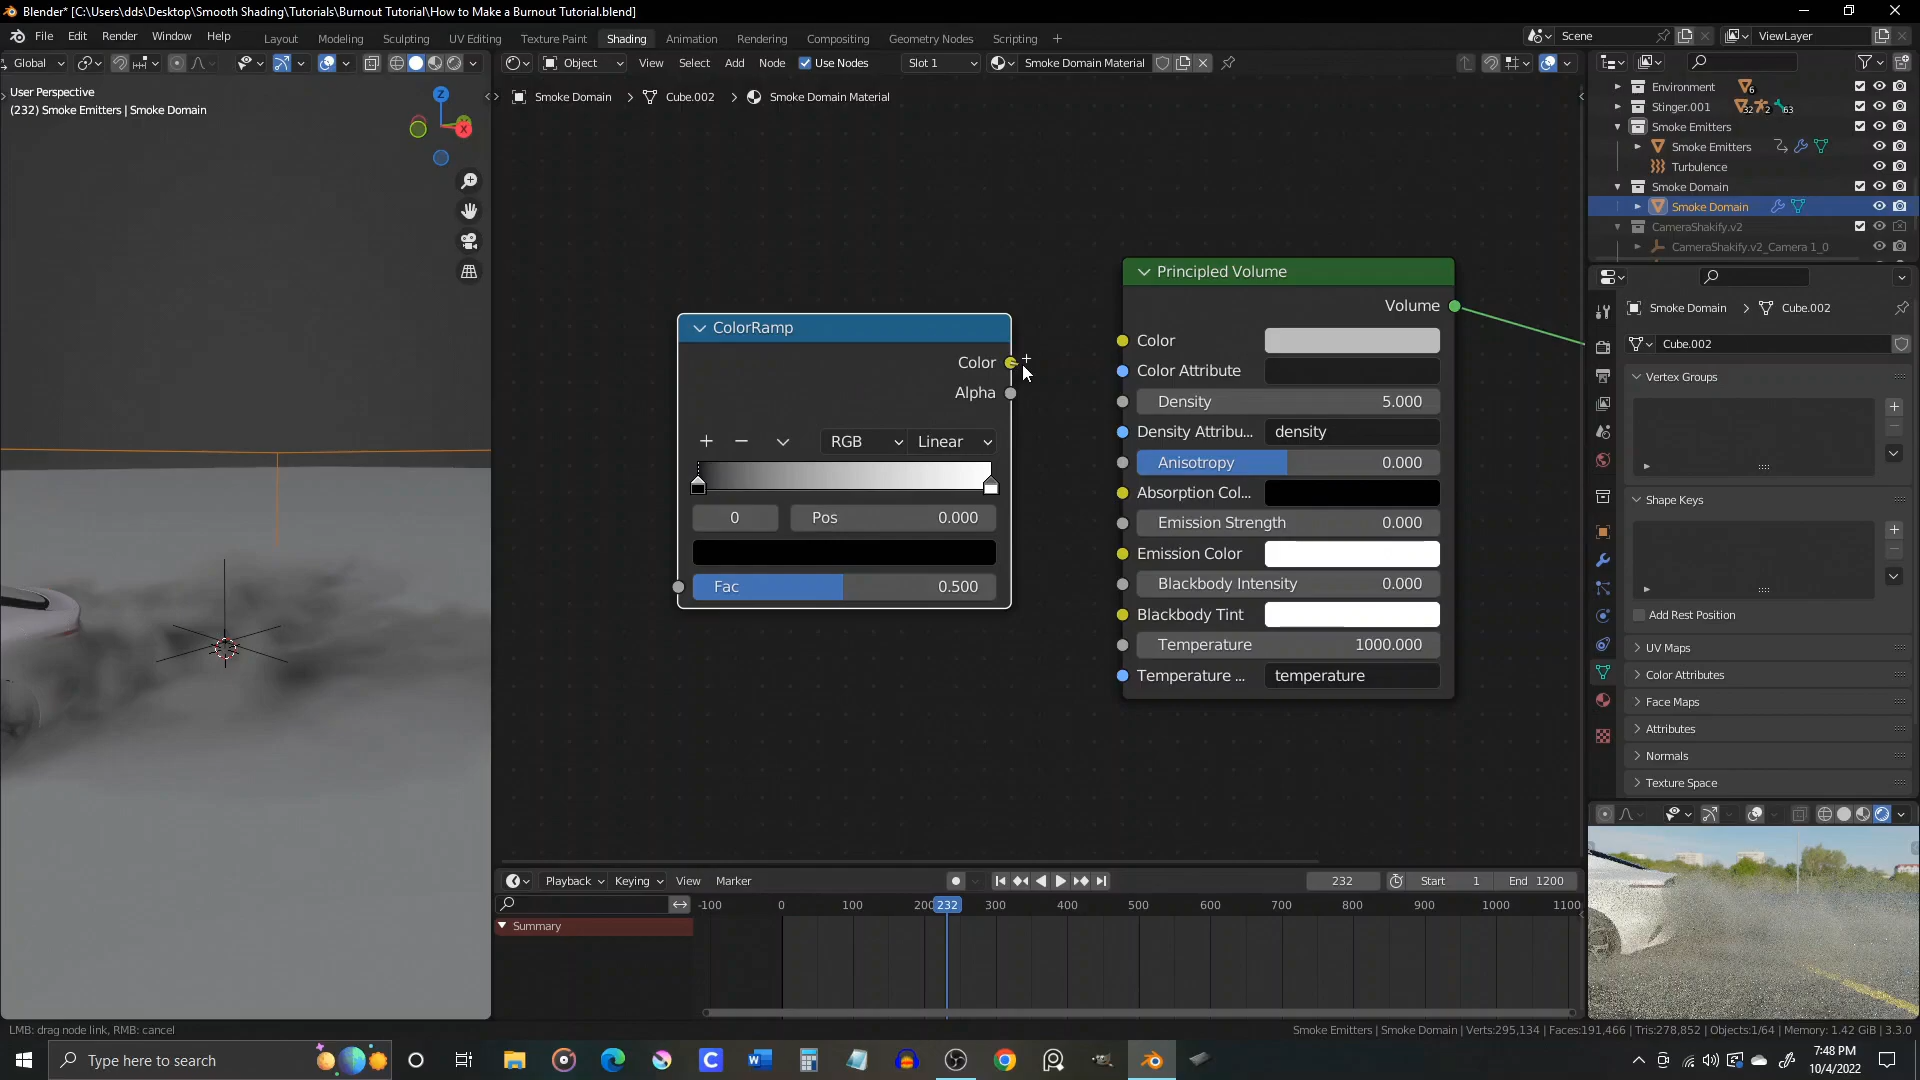 Blender* [C:\Users\dds\Desktop\Smooth Shading\Tutorials\Burnout Tutorial\How to Make a Burnout Tutorial.blend]
File Edit Render Window Help Layout Modeling Sculpting UV Editing Texture Paint Shading Animation Rendering Compositing Geometry Nodes Scripting + Scene ViewLayer
Global Object View Select Add Node Use Nodes Slot 1 Smoke Domain Material
User Perspective
(232) Smoke Emitters | Smoke Domain
Z
X
Smoke Domain Cube.002 Smoke Domain Material
Environment 6
Stinger.001 32 2 63
Smoke Emitters
Smoke Emitters
Turbulence
Smoke Domain
Smoke Domain
CameraShakify.v2
CameraShakify.v2_Camera 1_0
ColorRamp
Color
Alpha
RGB Linear
0 Pos 0.000
Fac 0.500
Principled Volume
Volume
Color
Color Attribute
Density 5.000
Density Attribu... density
Anisotropy 0.000
Absorption Col...
Emission Strength 0.000
Emission Color
Blackbody Intensity 0.000
Blackbody Tint
Temperature 1000.000
Temperature ... temperature
Smoke Domain Cube.002
Cube.002
Vertex Groups
Shape Keys
Add Rest Position
UV Maps
Color Attributes
Face Maps
Attributes
Normals
Texture Space
Playback Keying View Marker 232 Start 1 End 1200
-100 0 100 200 232 300 400 500 600 700 800 900 1000 1100
Summary
LMB: drag node link, RMB: cancel
Smoke Emitters | Smoke Domain | Verts:295,134 | Faces:191,466 | Tris:278,852 | Objects:1/64 | Memory: 1.42 GiB | 3.3.0
Type here to search
7:48 PM
10/4/2022